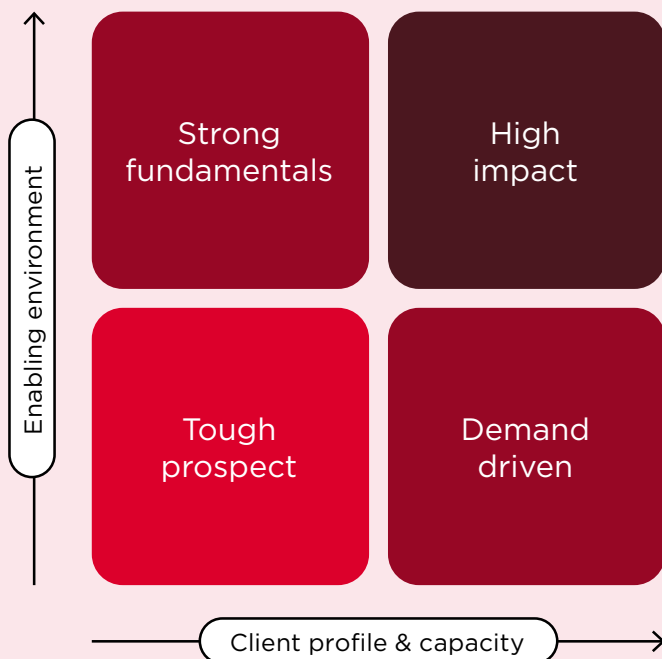 Enabling environment
Strong
fundamentals
High
impact
Tough
prospect
Demand
driven
Client profile & capacity